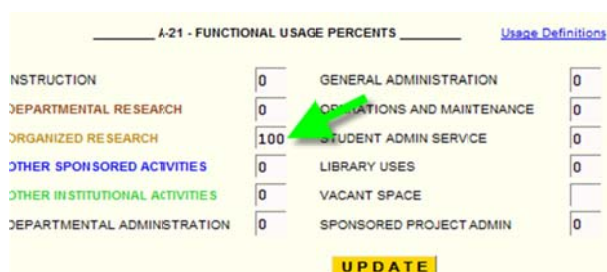 A-21 - FUNCTIONAL USAGE PERCENTS Usage Definitions
NSTRUCTION 0 GENERAL ADMINISTRATION 0
DEPARTMENTAL RESEARCH 0 OPERATIONS AND MAINTENANCE 0
ORGANIZED RESEARCH 100 STUDENT ADMIN SERVICE 0
OTHER SPONSORED ACTIVITIES 0 LIBRARY USES 0
OTHER INSTITUTIONAL ACTIVITIES 0 VACANT SPACE
DEPARTMENTAL ADMINISTRATION 0 SPONSORED PROJECT ADMIN 0
UPDATE